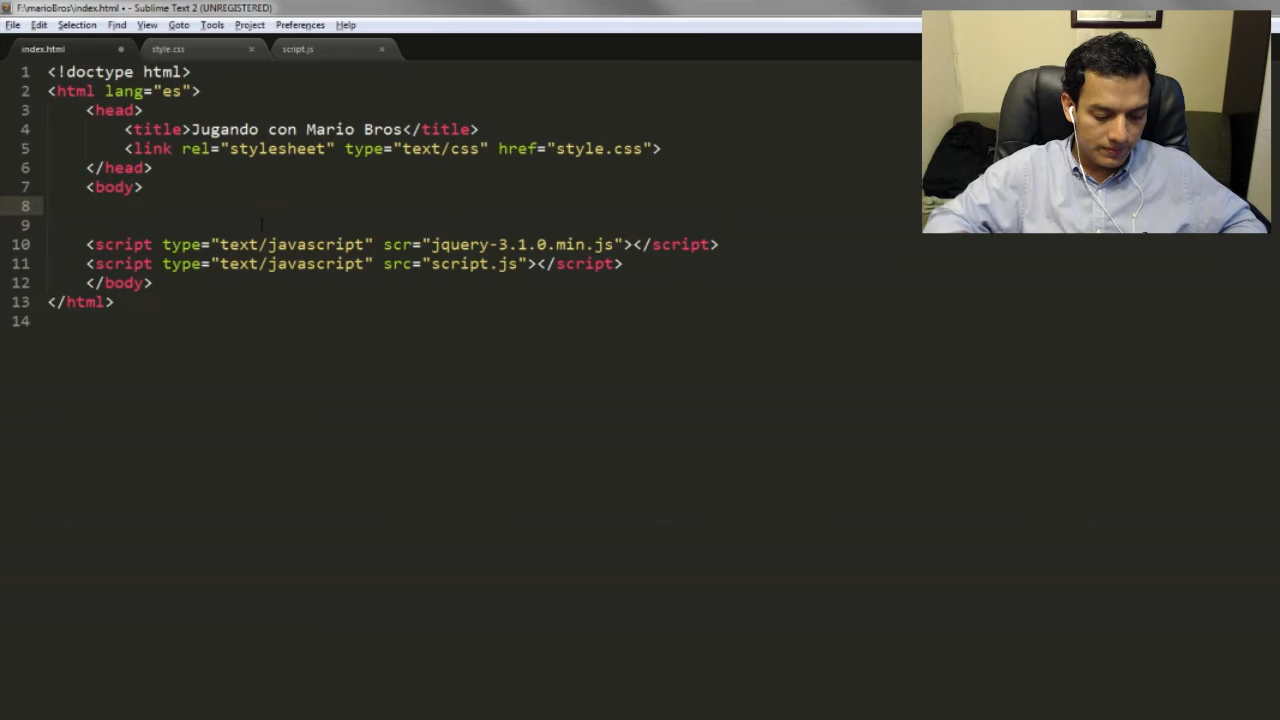 F:\marioBros\index.html • - Sublime Text 2 (UNREGISTERED)
File Edit Selection Find View Goto Tools Project Preferences Help
index.html style.css × script.js ×
1 <!doctype html>
2 <html lang="es">
3 <head>
4 <title>Jugando con Mario Bros</title>
5 <link rel="stylesheet" type="text/css" href="style.css">
6 </head>
7 <body>
8
9
10 <script type="text/javascript" scr="jquery-3.1.0.min.js"></script>
11 <script type="text/javascript" src="script.js"></script>
12 </body>
13 </html>
14